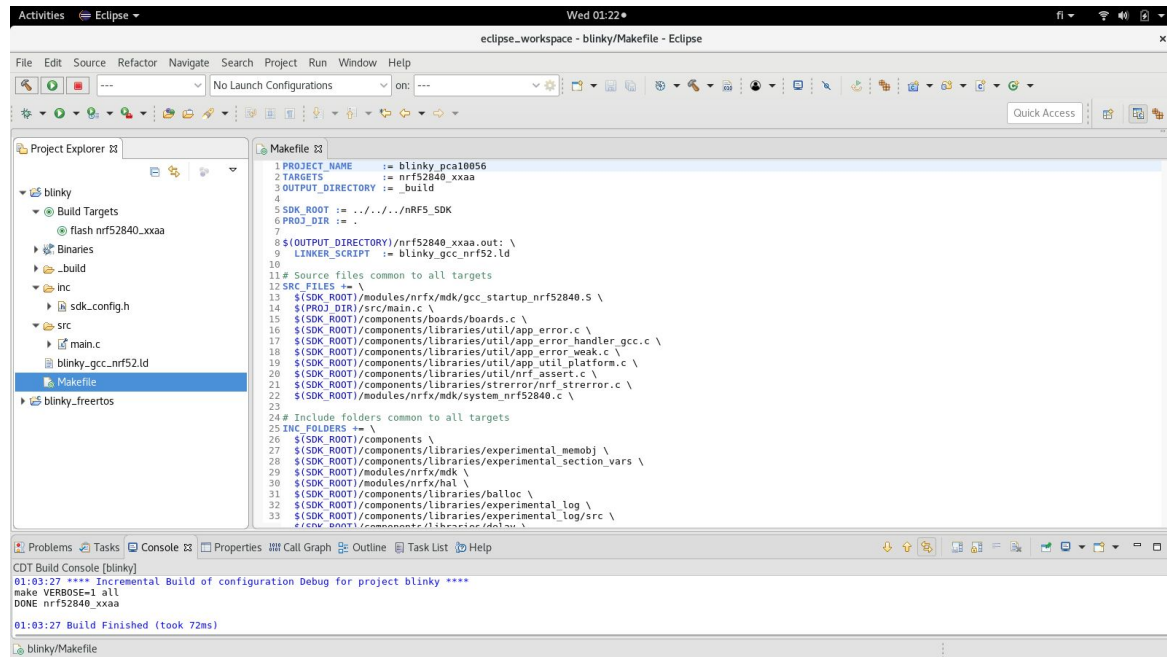 Activities Eclipse Wed 01:22 fi
eclipse_workspace - blinky/Makefile - Eclipse ×
File Edit Source Refactor Navigate Search Project Run Window Help
--- No Launch Configurations on: ---
Quick Access
Project Explorer
blinky
Build Targets
flash nrf52840_xxaa
Binaries
_build
inc
sdk_config.h
src
main.c
blinky_gcc_nrf52.ld
Makefile
blinky_freertos
Makefile
1 PROJECT_NAME := blinky_pca10056
2 TARGETS := nrf52840_xxaa
3 OUTPUT_DIRECTORY := _build
4
5 SDK_ROOT := ../../../nRF5_SDK
6 PROJ_DIR := .
7
8 $(OUTPUT_DIRECTORY)/nrf52840_xxaa.out: \
9 LINKER_SCRIPT := blinky_gcc_nrf52.ld
10
11 # Source files common to all targets
12 SRC_FILES += \
13 $(SDK_ROOT)/modules/nrfx/mdk/gcc_startup_nrf52840.S \
14 $(PROJ_DIR)/src/main.c \
15 $(SDK_ROOT)/components/boards/boards.c \
16 $(SDK_ROOT)/components/libraries/util/app_error.c \
17 $(SDK_ROOT)/components/libraries/util/app_error_handler_gcc.c \
18 $(SDK_ROOT)/components/libraries/util/app_error_weak.c \
19 $(SDK_ROOT)/components/libraries/util/app_util_platform.c \
20 $(SDK_ROOT)/components/libraries/util/nrf_assert.c \
21 $(SDK_ROOT)/components/libraries/strerror/nrf_strerror.c \
22 $(SDK_ROOT)/modules/nrfx/mdk/system_nrf52840.c \
23
24 # Include folders common to all targets
25 INC_FOLDERS += \
26 $(SDK_ROOT)/components \
27 $(SDK_ROOT)/components/libraries/experimental_memobj \
28 $(SDK_ROOT)/components/libraries/experimental_section_vars \
29 $(SDK_ROOT)/modules/nrfx/mdk \
30 $(SDK_ROOT)/modules/nrfx/hal \
31 $(SDK_ROOT)/components/libraries/balloc \
32 $(SDK_ROOT)/components/libraries/experimental_log \
33 $(SDK_ROOT)/components/libraries/experimental_log/src \
$(SDK_ROOT)/components/libraries/delay \
Problems Tasks Console Properties Call Graph Outline Task List Help
CDT Build Console [blinky]
01:03:27 **** Incremental Build of configuration Debug for project blinky ****
make VERBOSE=1 all
DONE nrf52840_xxaa
01:03:27 Build Finished (took 72ms)
blinky/Makefile